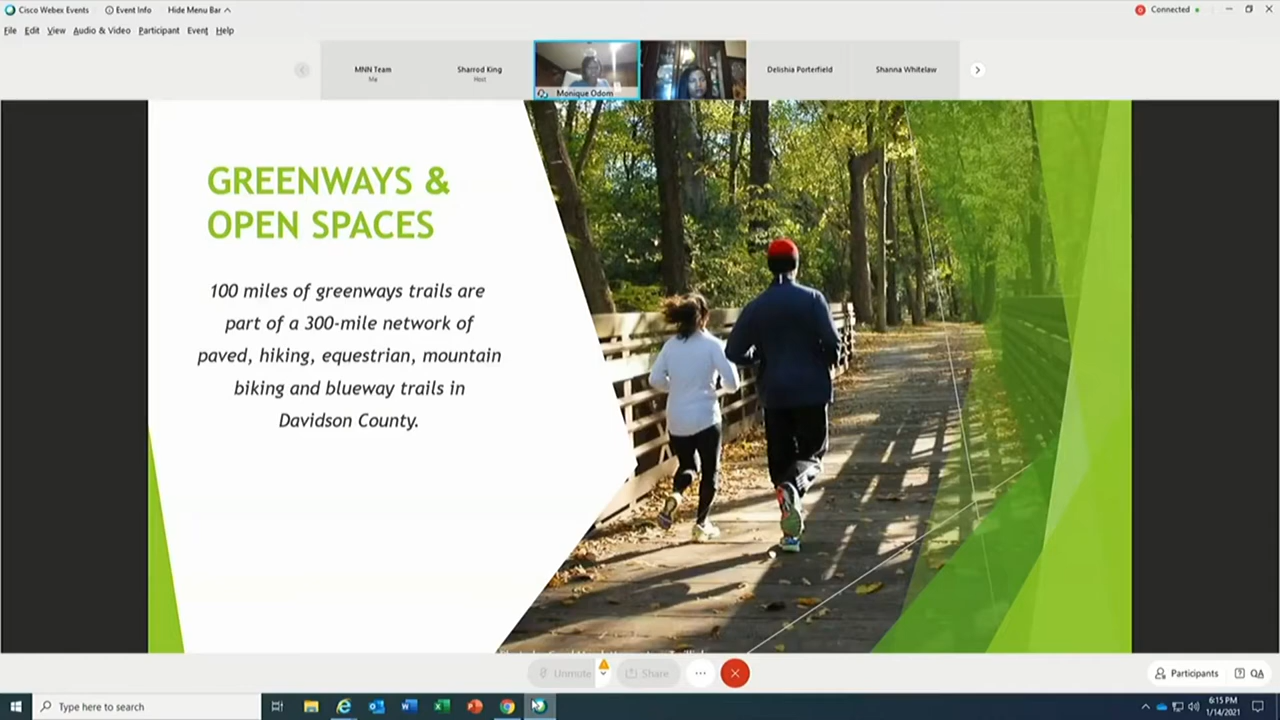 Cisco Webex Events
Event Info
Hide Menu Bar
Connected
File Edit View Audio & Video Participant Event Help
MNN Team
Me
Sharrod King
Host
Monique Odom
Delishia Porterfield
Shanna Whitelaw
GREENWAYS &
OPEN SPACES
100 miles of greenways trails are
part of a 300-mile network of
paved, hiking, equestrian, mountain
biking and blueway trails in
Davidson County.
Unmute
Share
Participants
QA
Type here to search
6:15 PM
1/14/2021